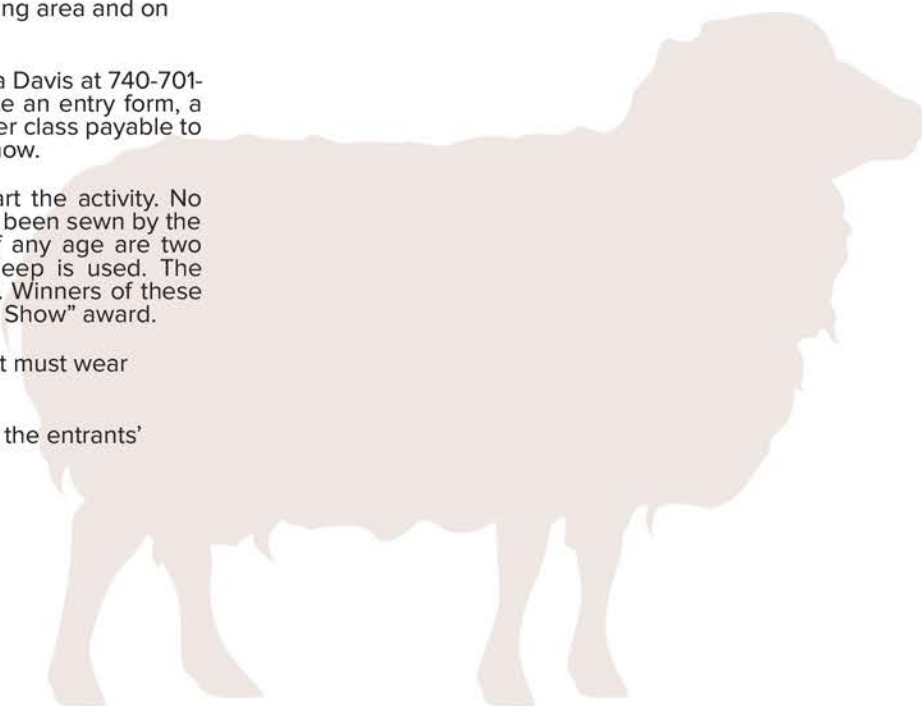 ng area and on
a Davis at 740-701-
e an entry form, a
er class payable to
how.
art the activity. No
been sewn by the
f any age are two
eep is used. The
. Winners of these
Show” award.
t must wear
the entrants’